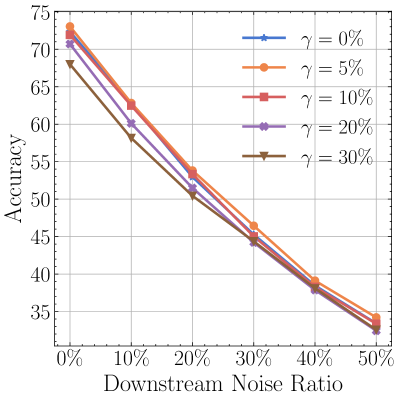 75
70
65
60
55
50
45
40
35
Accuracy
γ = 0%
γ = 5%
γ = 10%
γ = 20%
γ = 30%
0% 10% 20% 30% 40% 50%
Downstream Noise Ratio